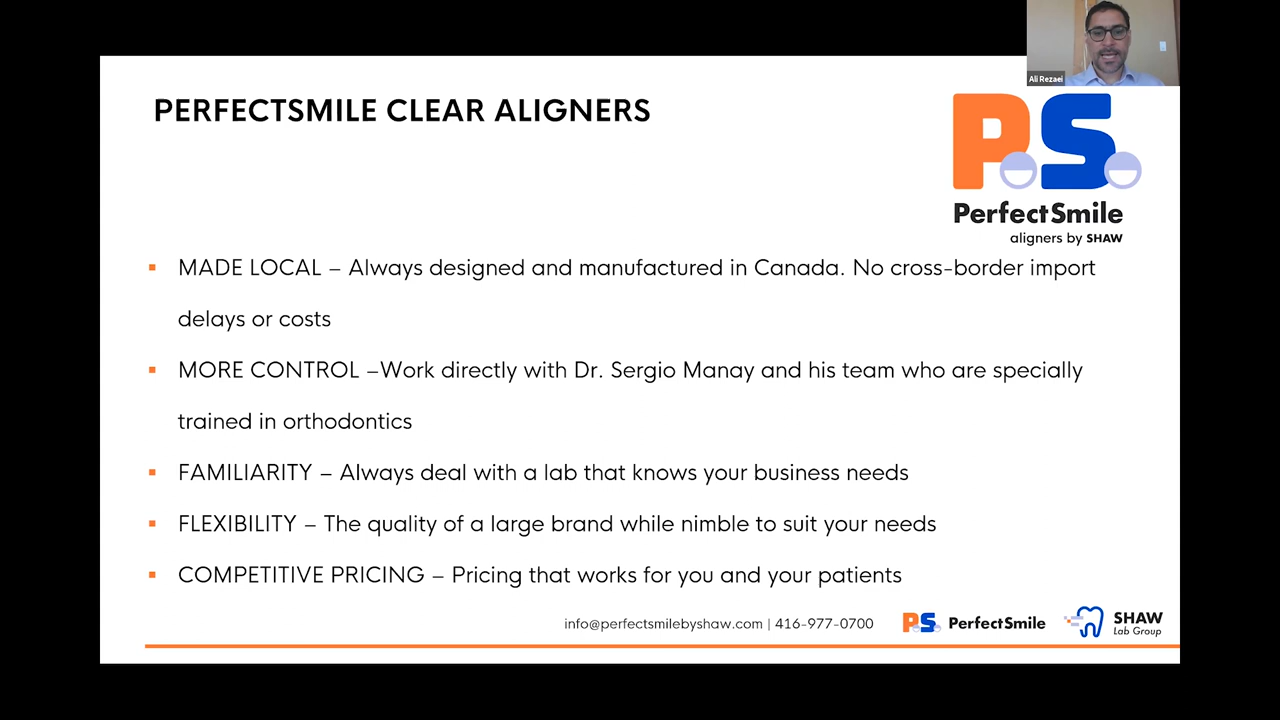 Ali Rezaei
PERFECTSMILE CLEAR ALIGNERS
P.S.
PerfectSmile
aligners by SHAW
▪ MADE LOCAL – Always designed and manufactured in Canada. No cross-border import
delays or costs
▪ MORE CONTROL –Work directly with Dr. Sergio Manay and his team who are specially
trained in orthodontics
▪ FAMILIARITY – Always deal with a lab that knows your business needs
▪ FLEXIBILITY – The quality of a large brand while nimble to suit your needs
▪ COMPETITIVE PRICING – Pricing that works for you and your patients
info@perfectsmilebyshaw.com | 416-977-0700
P.S. PerfectSmile
SHAW
Lab Group